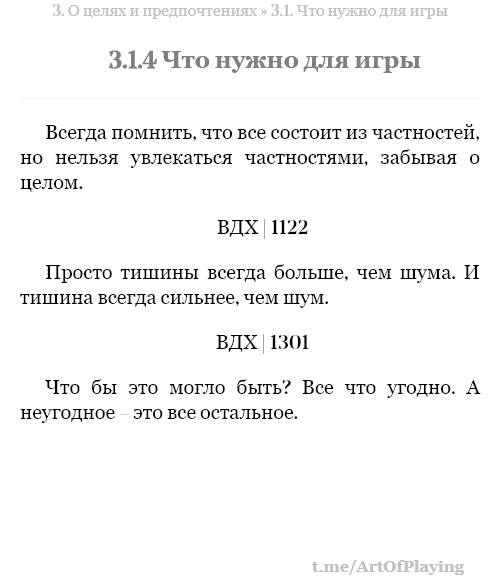 3. О целях и предпочтениях » 3.1. Что нужно для игры
3.1.4 Что нужно для игры
Всегда помнить, что все состоит из частностей,
но нельзя увлекаться частностями, забывая о
целом.
ВДХ | 1122
Просто тишины всегда больше, чем шума. И
тишина всегда сильнее, чем шум.
ВДХ | 1301
Что бы это могло быть? Все что угодно. А
неугодное – это все остальное.
t.me/ArtOfPlaying